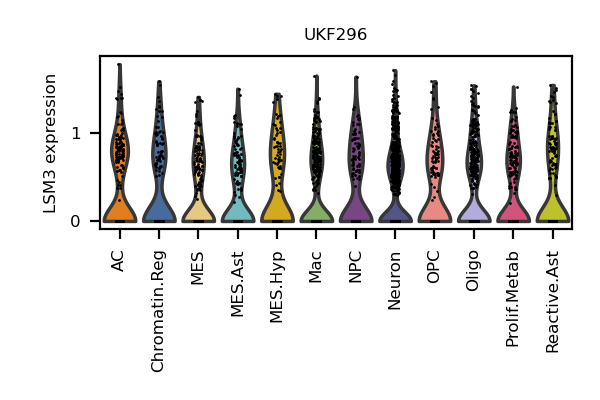 UKF296
LSM3 expression
1
0
AC
Chromatin.Reg
MES
MES.Ast
MES.Hyp
Mac
NPC
Neuron
OPC
Oligo
Prolif.Metab
Reactive.Ast